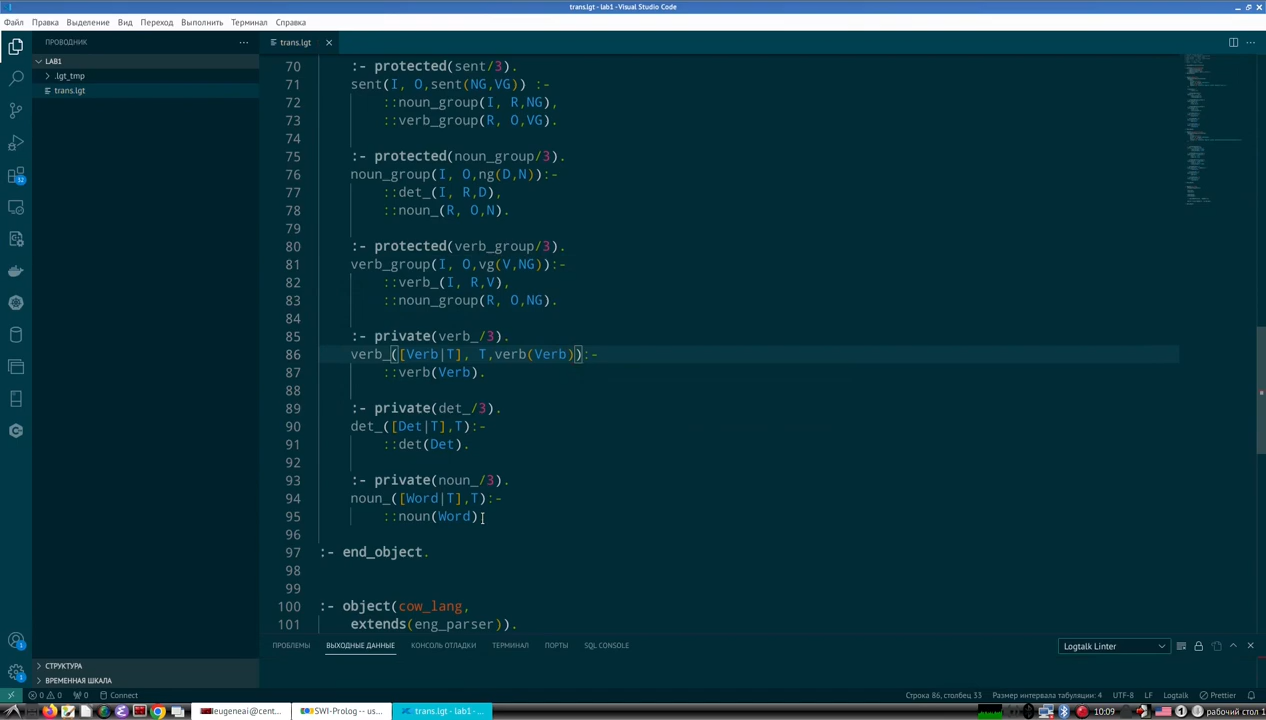 trans.lgt - lab1 - Visual Studio Code
Файл Правка Выделение Вид Переход Выполнить Терминал Справка
ПРОВОДНИК
trans.lgt
LAB1
.lgt_tmp
trans.lgt
70 :- protected(sent/3).
71 sent(I, O,sent(NG,VG)) :-
72 ::noun_group(I, R,NG),
73 ::verb_group(R, O,VG).
74
75 :- protected(noun_group/3).
76 noun_group(I, O,ng(D,N)):-
77 ::det_(I, R,D),
78 ::noun_(R, O,N).
79
80 :- protected(verb_group/3).
81 verb_group(I, O,vg(V,NG)):-
82 ::verb_(I, R,V),
83 ::noun_group(R, O,NG).
84
85 :- private(verb_/3).
86 verb_([Verb|T], T,verb(Verb)):-
87 ::verb(Verb).
88
89 :- private(det_/3).
90 det_([Det|T],T):-
91 ::det(Det).
92
93 :- private(noun_/3).
94 noun_([Word|T],T):-
95 ::noun(Word)
96
97 :- end_object.
98
99
100 :- object(cow_lang,
101 extends(eng_parser)).
ПРОБЛЕМЫ ВЫХОДНЫЕ ДАННЫЕ КОНСОЛЬ ОТЛАДКИ ТЕРМИНАЛ ПОРТЫ SQL CONSOLE
Logtalk Linter
СТРУКТУРА
ВРЕМЕННАЯ ШКАЛА
0 0 0 Connect
Строка 86, столбец 33 Размер интервала табуляции: 4 UTF-8 LF Logtalk Prettier
leugeneai@cent... SWI-Prolog -- us... trans.lgt - lab1 - ...
10:09 рабочий стол 1